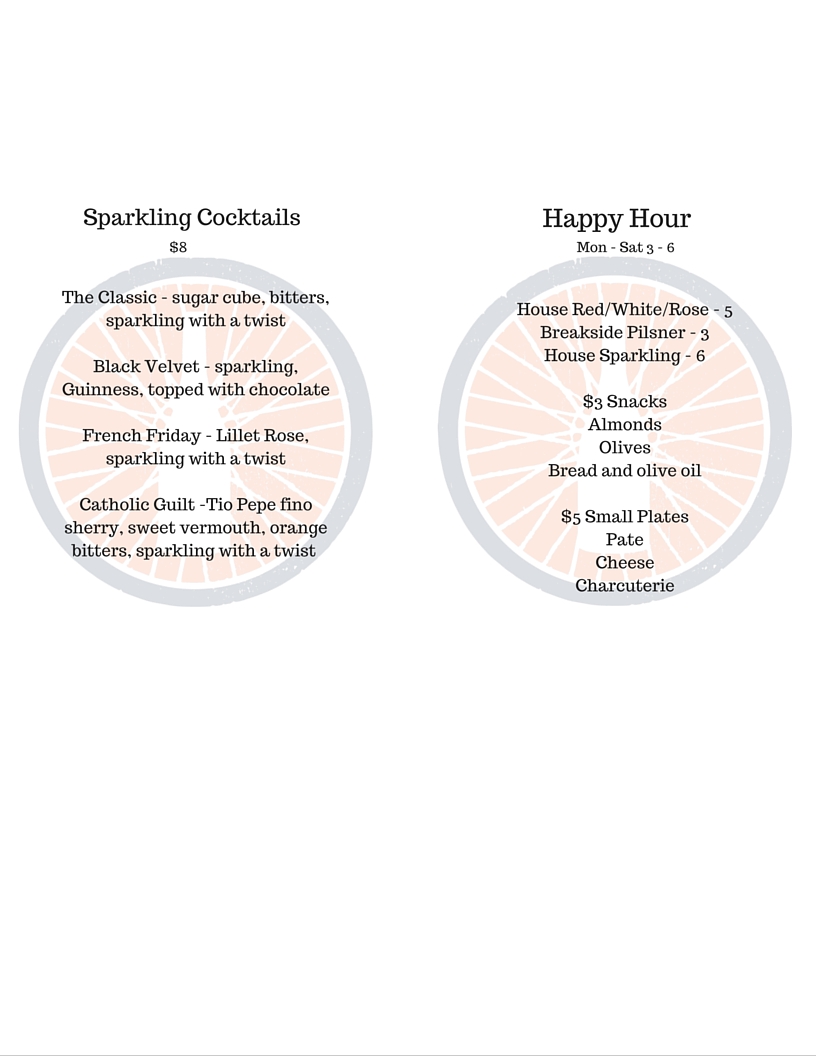 Sparkling Cocktails
$8
The Classic - sugar cube, bitters,
sparkling with a twist
Black Velvet - sparkling,
Guinness, topped with chocolate
French Friday - Lillet Rose,
sparkling with a twist
Catholic Guilt -Tio Pepe fino
sherry, sweet vermouth, orange
bitters, sparkling with a twist
Happy Hour
Mon - Sat 3 - 6
House Red/White/Rose - 5
Breakside Pilsner - 3
House Sparkling - 6
$3 Snacks
Almonds
Olives
Bread and olive oil
$5 Small Plates
Pate
Cheese
Charcuterie